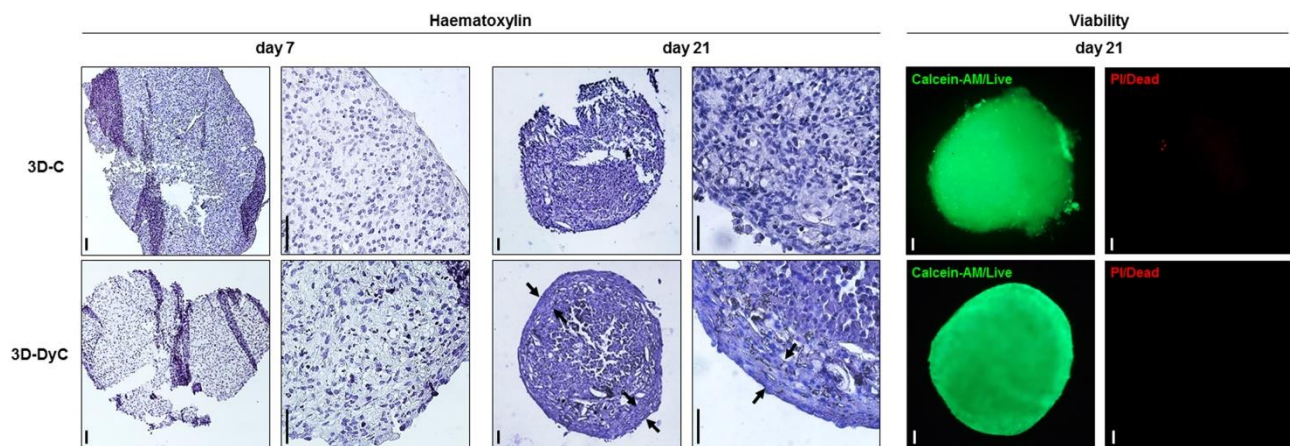 Haematoxylin
Viability
day 7
day 21
day 21
3D-C
Calcein-AM/Live
PI/Dead
3D-DyC
Calcein-AM/Live
PI/Dead